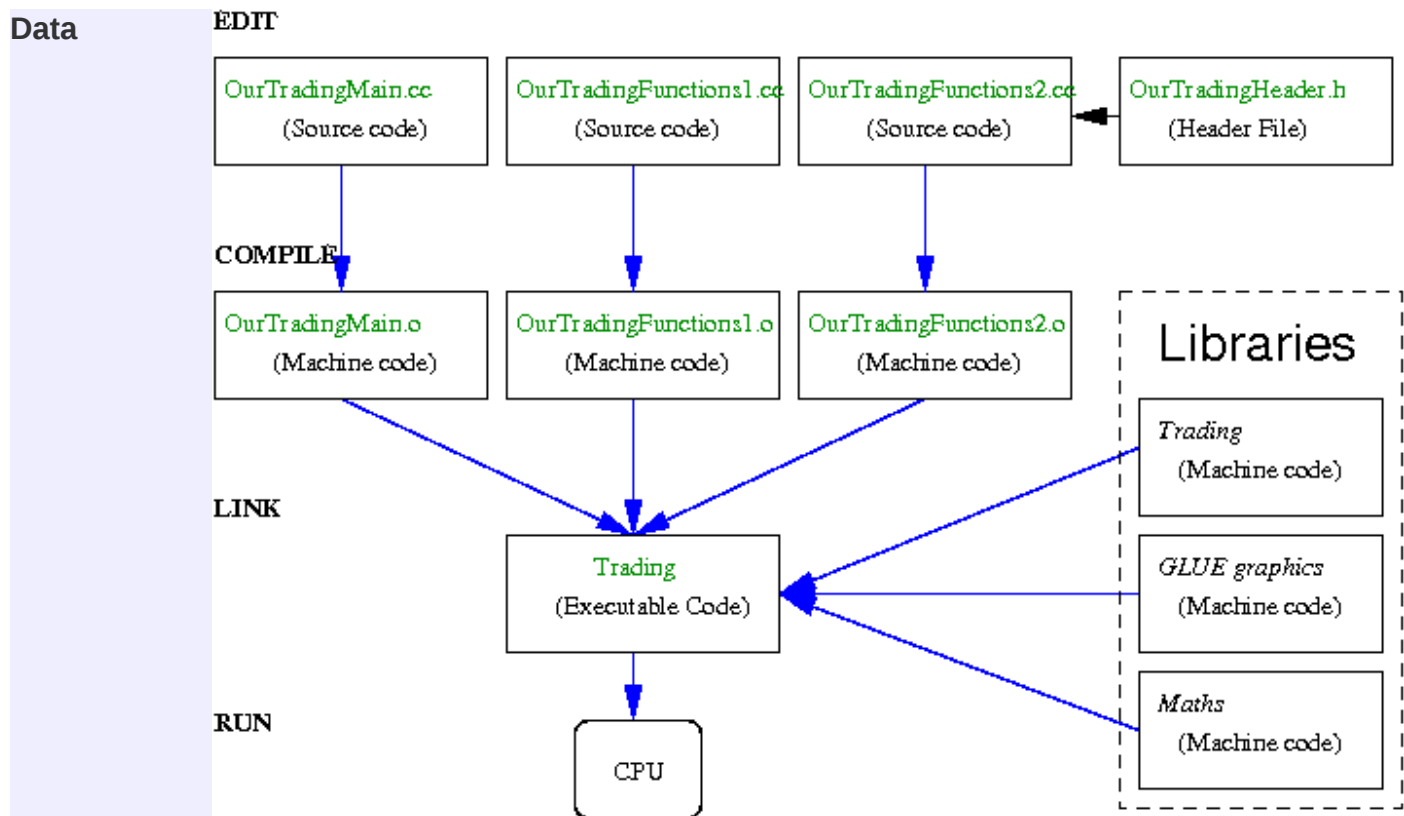 Data
EDIT
OurTradingMain.cc
(Source code)
OurTradingFunctions1.cc
(Source code)
OurTradingFunctions2.cc
(Source code)
OurTradingHeader.h
(Header File)
COMPILE
OurTradingMain.o
(Machine code)
OurTradingFunctions1.o
(Machine code)
OurTradingFunctions2.o
(Machine code)
Libraries
Trading
(Machine code)
LINK
Trading
(Executable Code)
GLUE graphics
(Machine code)
RUN
CPU
Maths
(Machine code)